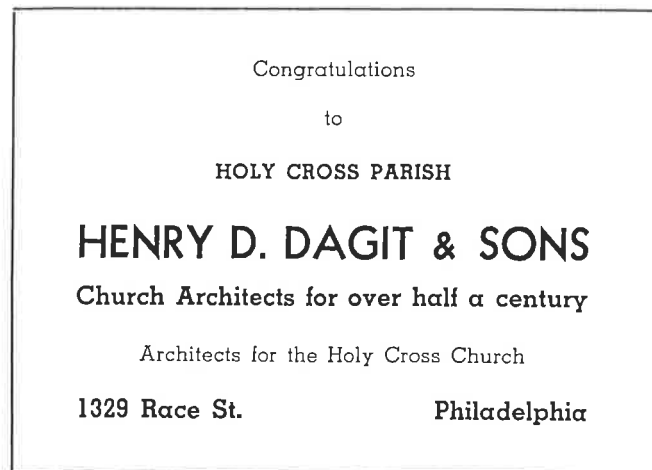 Congratulations
to
HOLY CROSS PARISH
HENRY D. DAGIT & SONS
Church Architects for over half a century
Architects for the Holy Cross Church
1329 Race St. Philadelphia